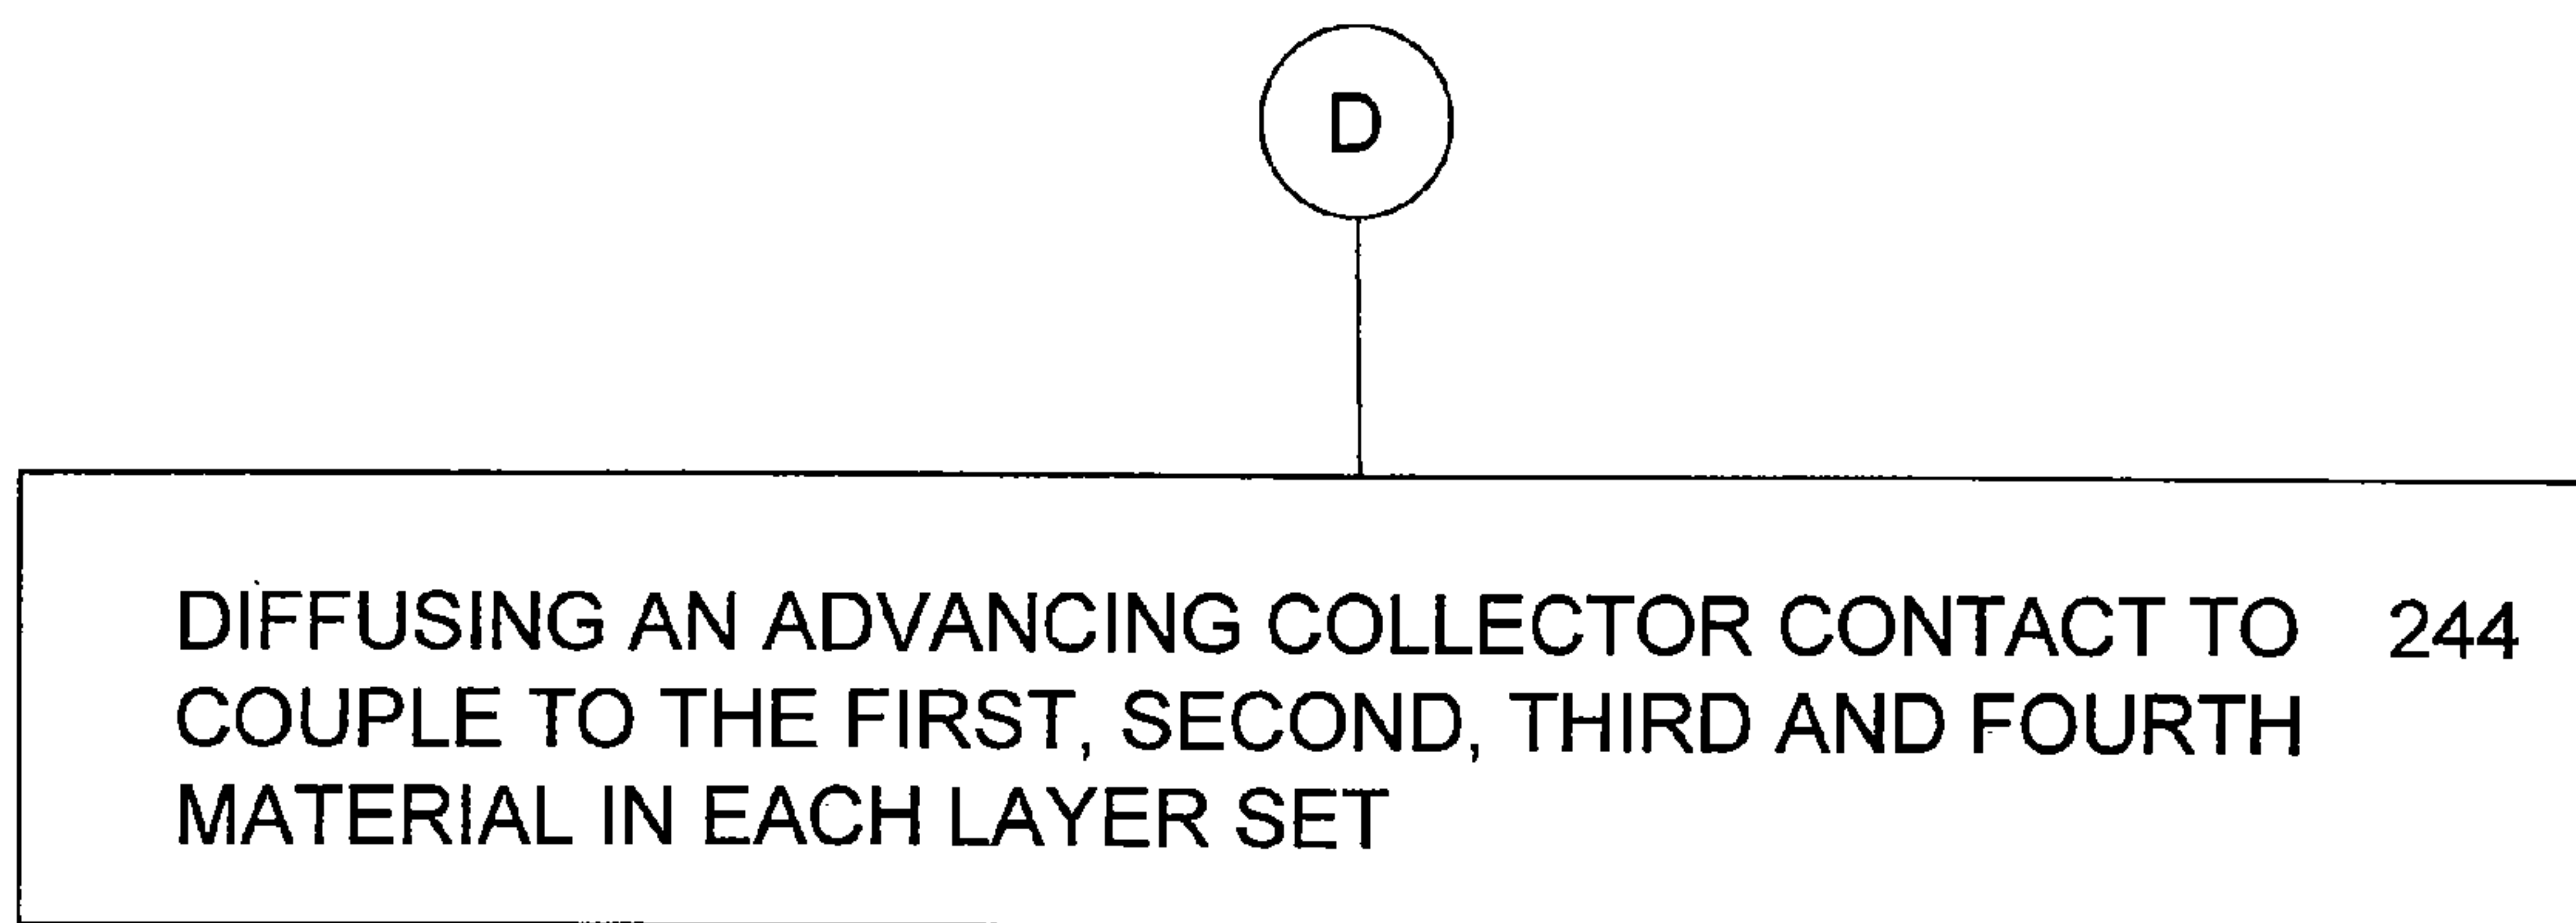 D
DIFFUSING AN ADVANCING COLLECTOR CONTACT TO 244
COUPLE TO THE FIRST, SECOND, THIRD AND FOURTH
MATERIAL IN EACH LAYER SET